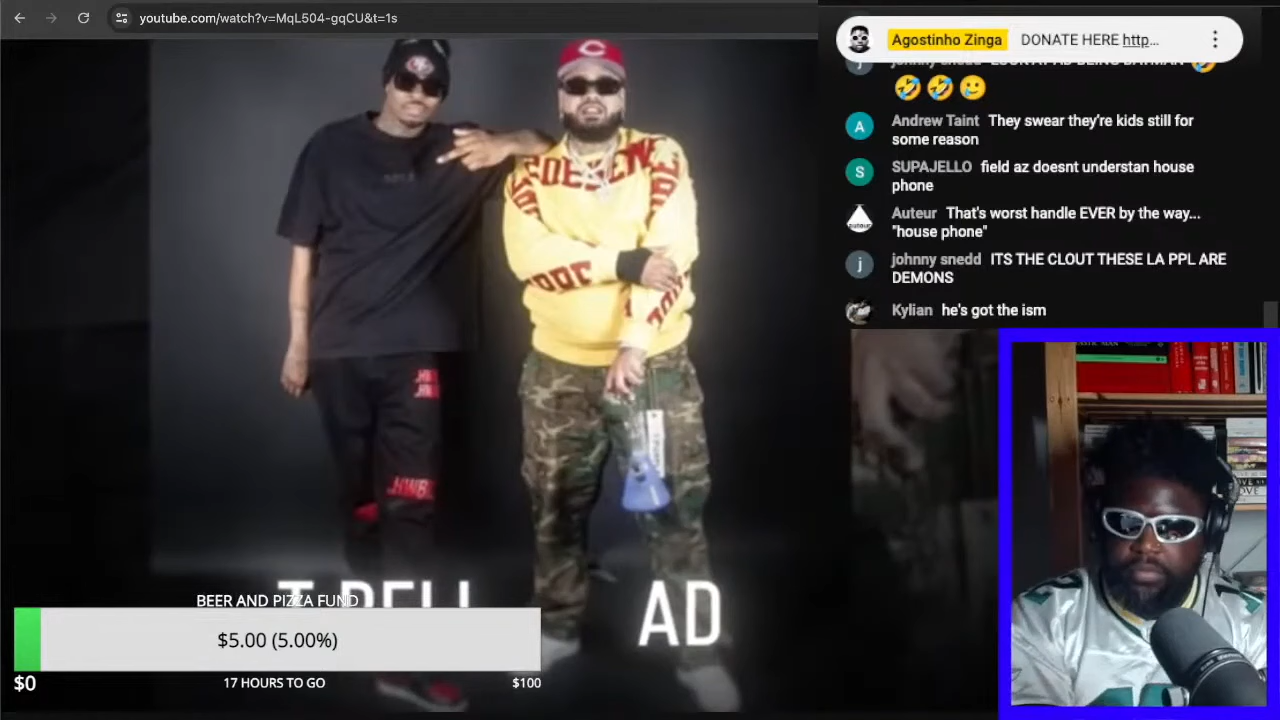 youtube.com/watch?v=MqL504-gqCU&t=1s
Agostinho Zinga DONATE HERE http...
🤣 🤣 🥲
Andrew Taint They swear they're kids still for
some reason
SUPAJELLO field az doesnt understan house
phone
Auteur That's worst handle EVER by the way...
"house phone"
johnny snedd ITS THE CLOUT THESE LA PPL ARE
DEMONS
Kylian he's got the ism
AD
BEER AND PIZZA FUND
$5.00 (5.00%)
$0
17 HOURS TO GO
$100